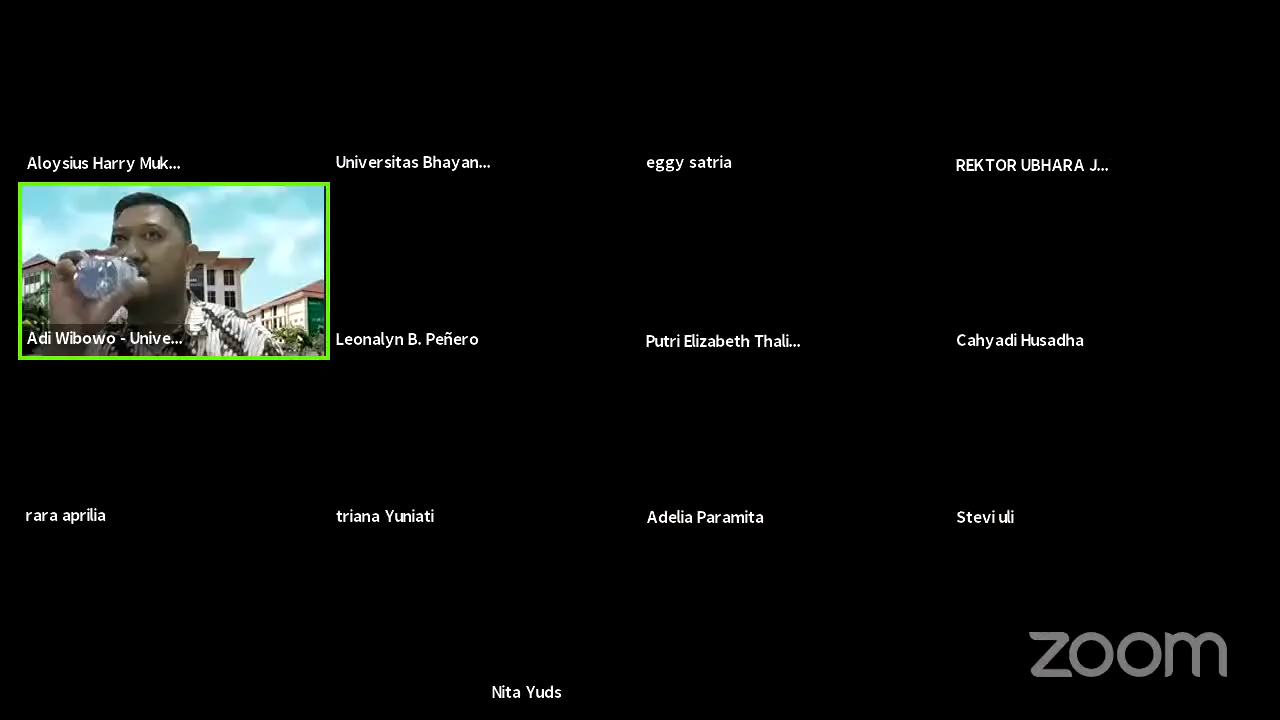 Aloysius Harry Muk...
Universitas Bhayan...
eggy satria
REKTOR UBHARA J...
Adi Wibowo - Unive...
Leonalyn B. Peñero
Putri Elizabeth Thali...
Cahyadi Husadha
rara aprilia
triana Yuniati
Adelia Paramita
Stevi uli
zoom
Nita Yuds